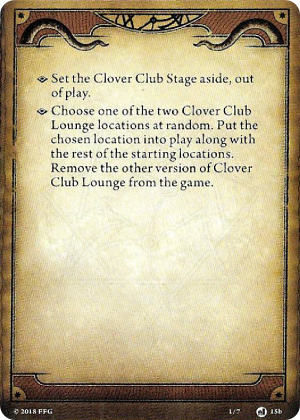 Set the Clover Club Stage aside, out
of play.
Choose one of the two Clover Club
Lounge locations at random. Put the
chosen location into play along with
the rest of the starting locations.
Remove the other version of Clover
Club Lounge from the game.
© 2018 FFG
1/7
15b